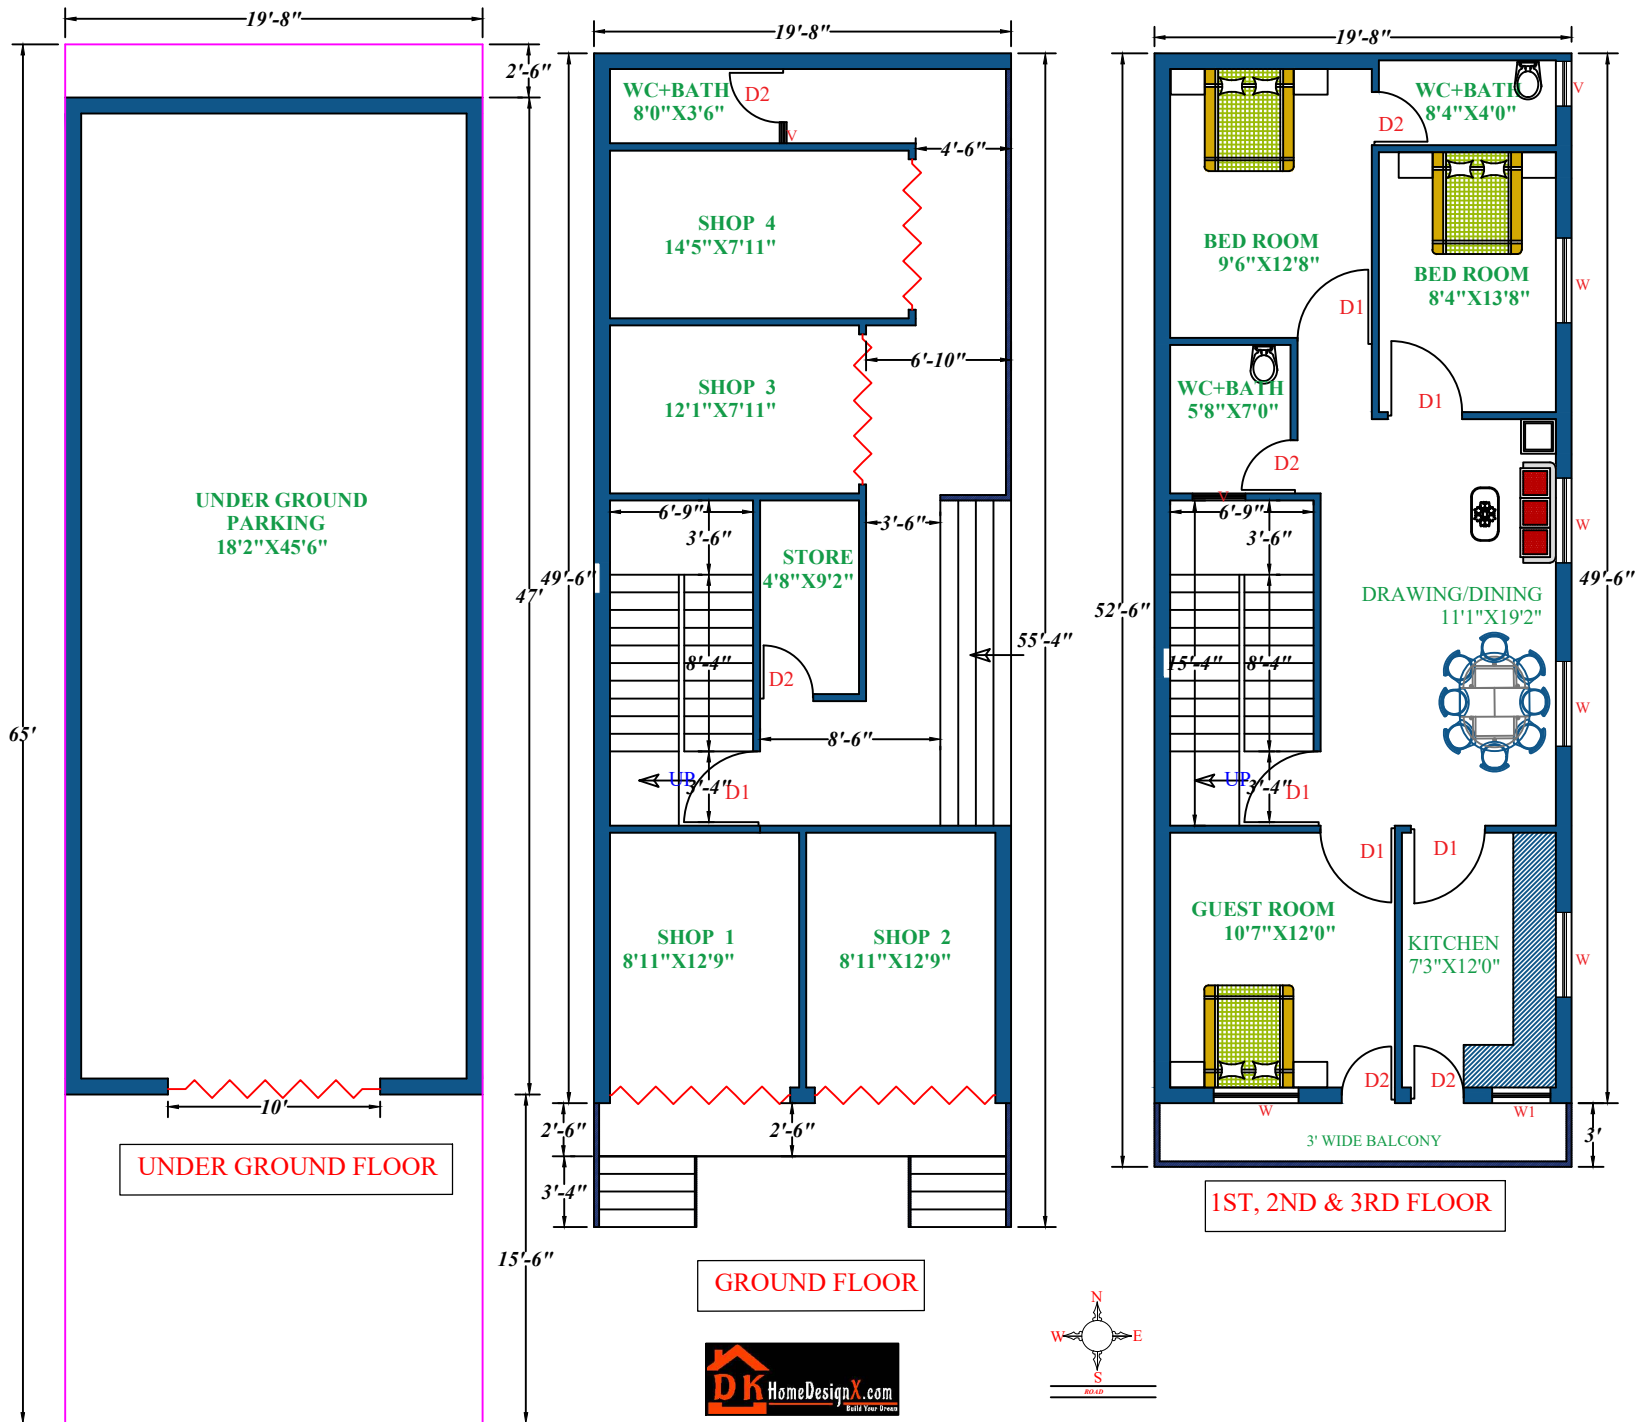 19'-8"
2'-6"
UNDER GROUND
PARKING
18'2"X45'6"
65'
47'
10'
UNDER GROUND FLOOR
15'-6"
19'-8"
WC+BATH
8'0"X3'6"
D2
V
4'-6"
SHOP 4
14'5"X7'11"
6'-10"
SHOP 3
12'1"X7'11"
6'-9"
3'-6"
3'-6"
STORE
4'8"X9'2"
49'-6"
55'-4"
8'-4"
D2
8'-6"
UP
3'-4"
D1
SHOP 1
8'11"X12'9"
SHOP 2
8'11"X12'9"
2'-6"
2'-6"
3'-4"
GROUND FLOOR
19'-8"
WC+BATH
8'4"X4'0"
V
D2
BED ROOM
9'6"X12'8"
BED ROOM
8'4"X13'8"
W
D1
WC+BATH
5'8"X7'0"
D1
D2
V
6'-9"
3'-6"
W
DRAWING/DINING
11'1"X19'2"
49'-6"
52'-6"
15'-4"
8'-4"
W
UP
3'-4"
D1
D1
D1
GUEST ROOM
10'7"X12'0"
KITCHEN
7'3"X12'0"
W
D2
D2
W
W1
3' WIDE BALCONY
3'
1ST, 2ND & 3RD FLOOR
N
W
E
S
ROAD
DK HomeDesignX.com
Build Your Dream